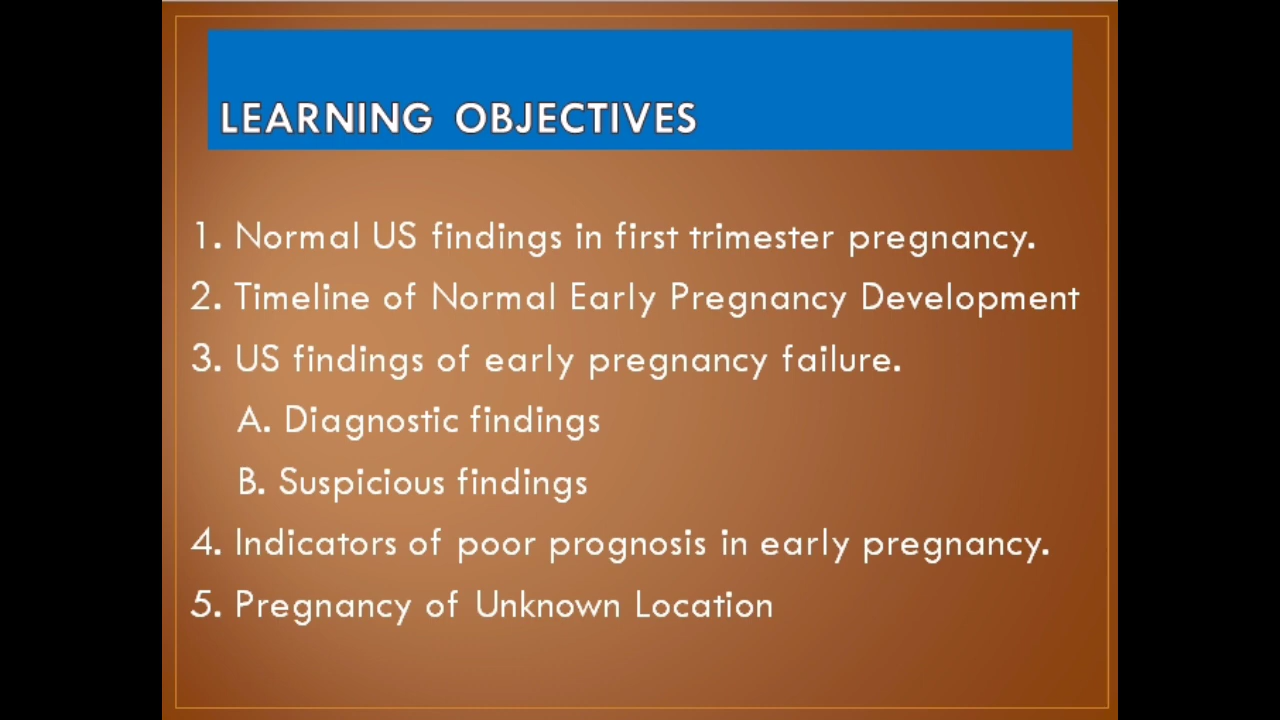 LEARNING OBJECTIVES
1. Normal US findings in first trimester pregnancy.
2. Timeline of Normal Early Pregnancy Development
3. US findings of early pregnancy failure.
A. Diagnostic findings
B. Suspicious findings
4. Indicators of poor prognosis in early pregnancy.
5. Pregnancy of Unknown Location